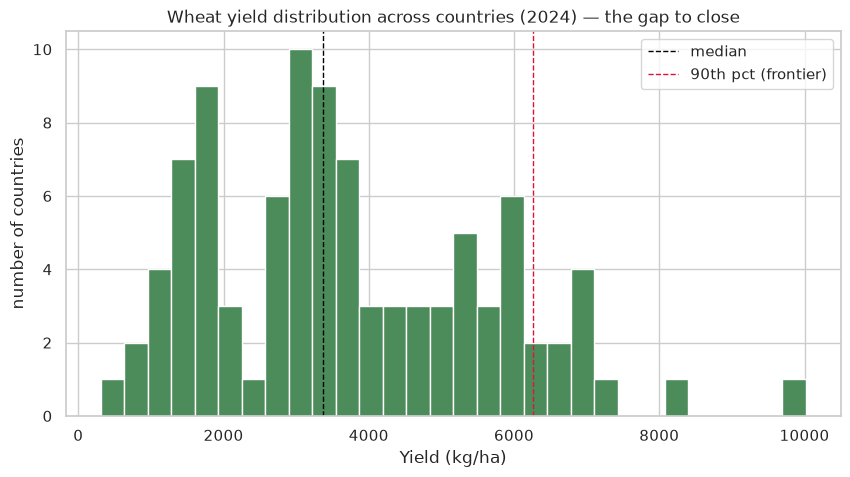 Wheat yield distribution across countries (2024) — the gap to close
median
90th pct (frontier)
number of countries
10
8
6
4
2
0
0 2000 4000 6000 8000 10000
Yield (kg/ha)